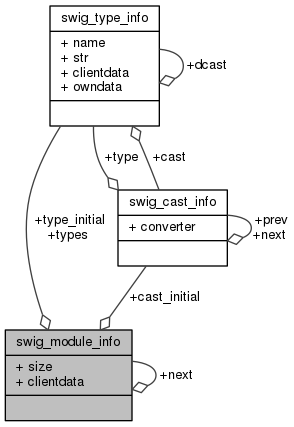 swig_type_info
+ name
+ str
+ clientdata
+ owndata
+dcast
+type
+cast
swig_cast_info
+ converter
+prev
+next
+type_initial
+types
+cast_initial
swig_module_info
+ size
+ clientdata
+next